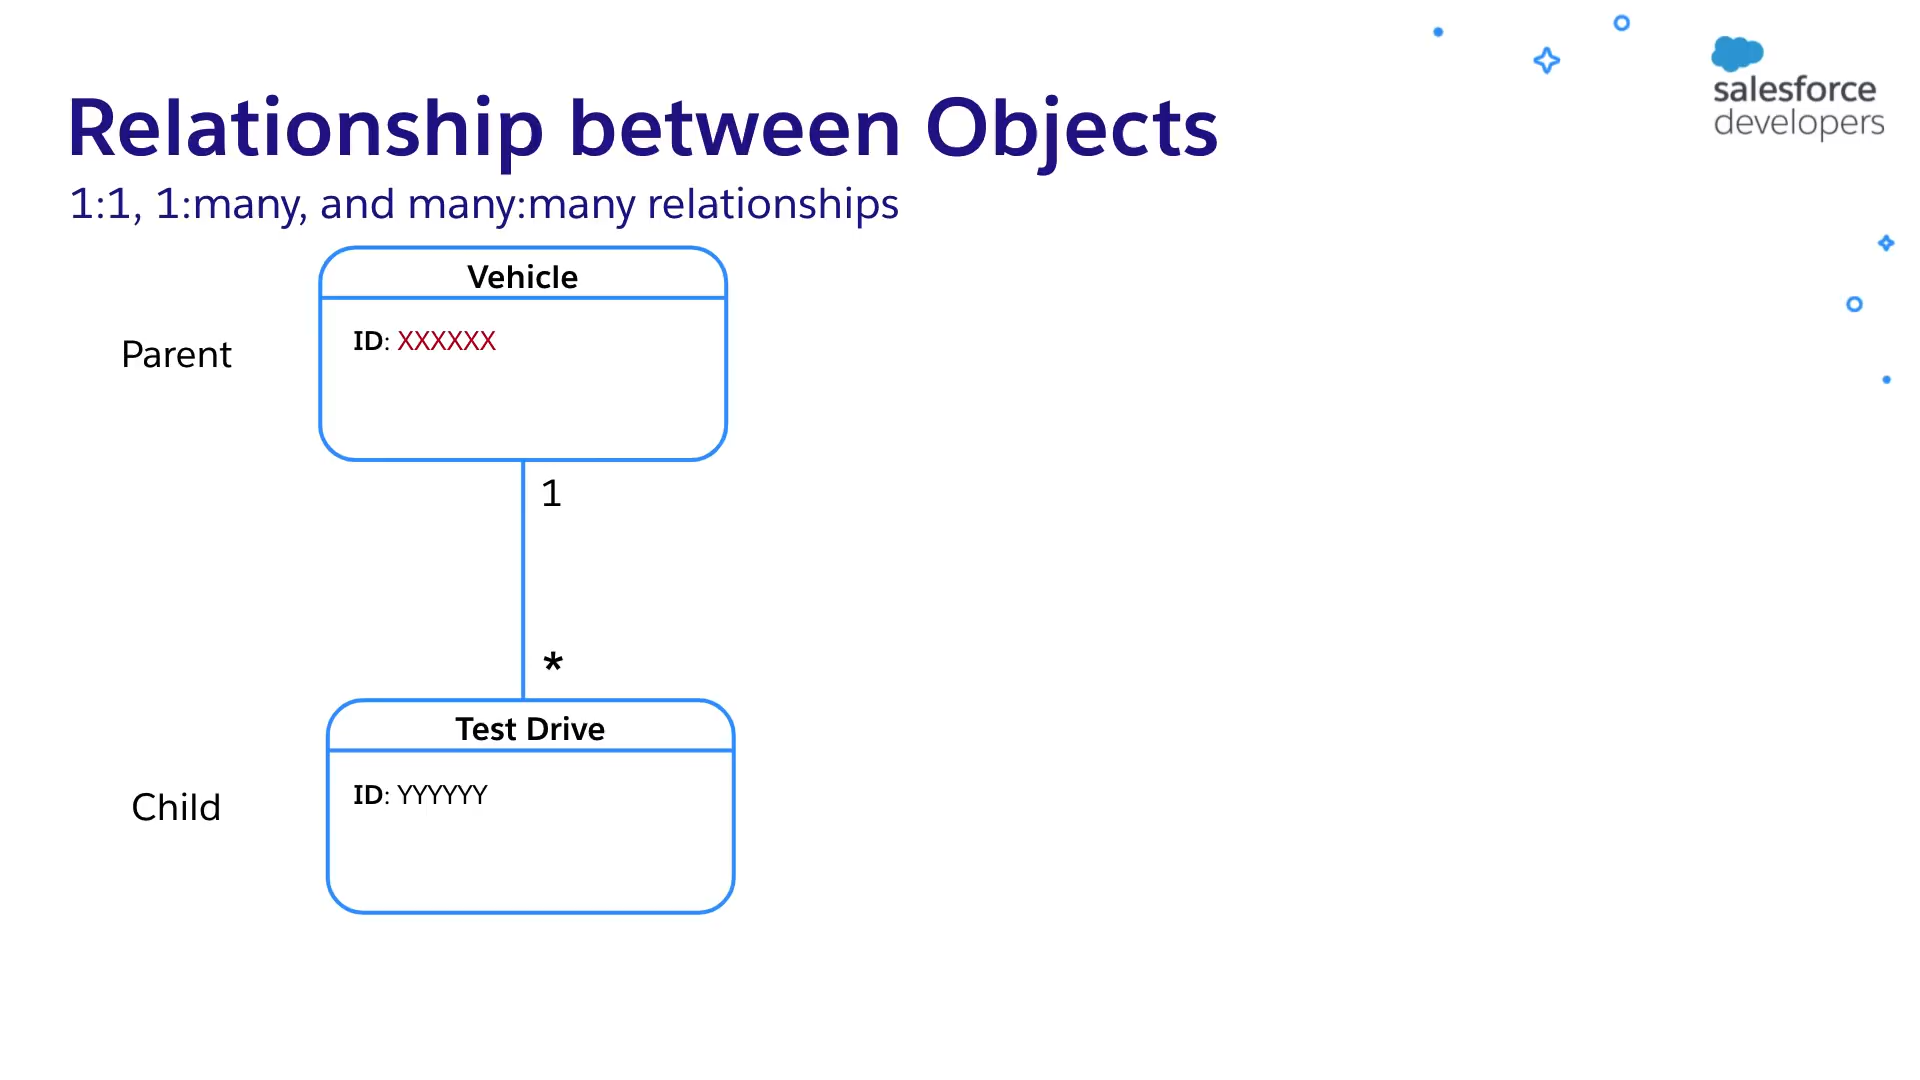 salesforce
developers
Relationship between Objects
1:1, 1:many, and many:many relationships
Vehicle
ID: XXXXXX
Parent
1
*
Test Drive
ID: YYYYYY
Child